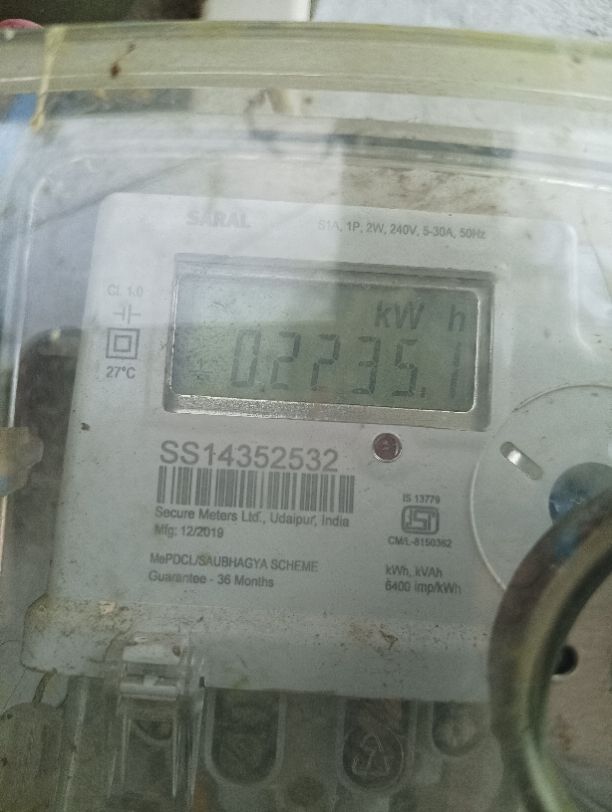 SARAL
S1A, 1P, 2W, 240V, 5-30A, 50Hz
Cl. 1.0
27°C
kW h
02235.1
SS14352532
Secure Meters Ltd., Udaipur, India
Mfg: 12/2019
MePDCL/SAUBHAGYA SCHEME
Guarantee - 36 Months
IS 13779
CM/L-8150362
kWh, kVAh
6400 imp/kWh